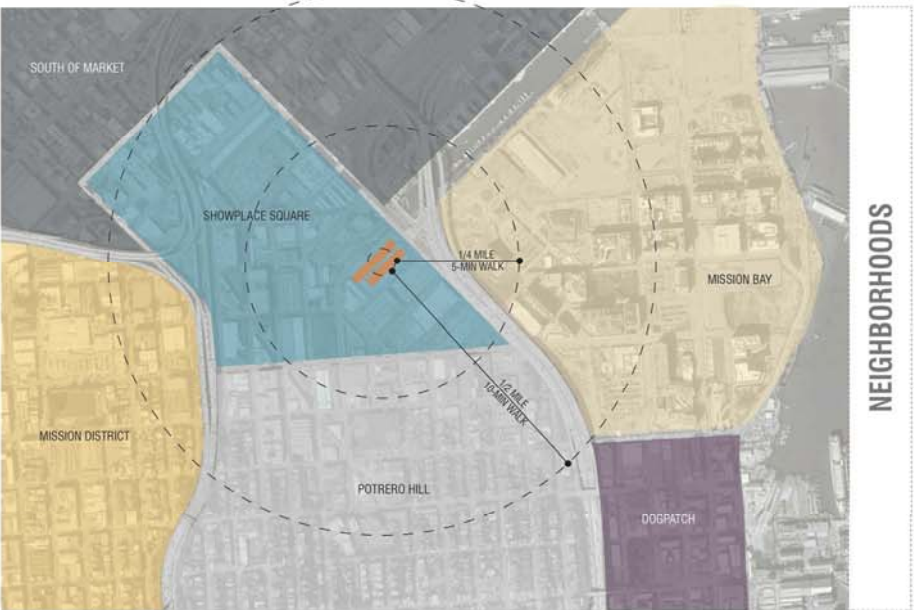 SOUTH OF MARKET
SHOWPLACE SQUARE
1/4 MILE
5-MIN WALK
MISSION BAY
1/2 MILE
10-MIN WALK
MISSION DISTRICT
POTRERO HILL
DOGPATCH
NEIGHBORHOODS